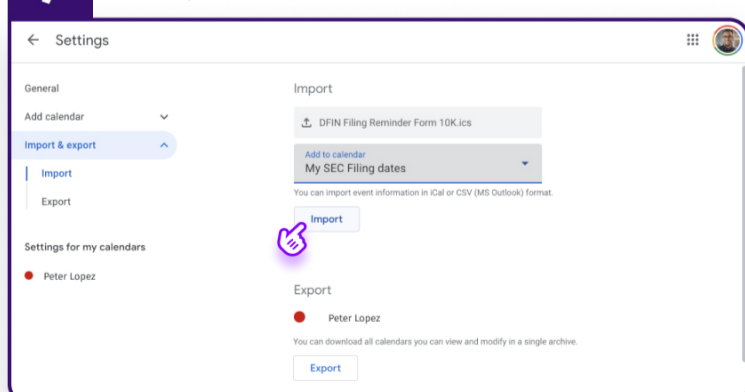 Settings
General
Add calendar
Import & export
Import
Export
Settings for my calendars
Peter Lopez
Import
DFIN Filing Reminder Form 10K.ics
Add to calendar
My SEC Filing dates
You can import event information in iCal or CSV (MS Outlook) format.
Import
Export
Peter Lopez
You can download all calendars you can view and modify in a single archive.
Export